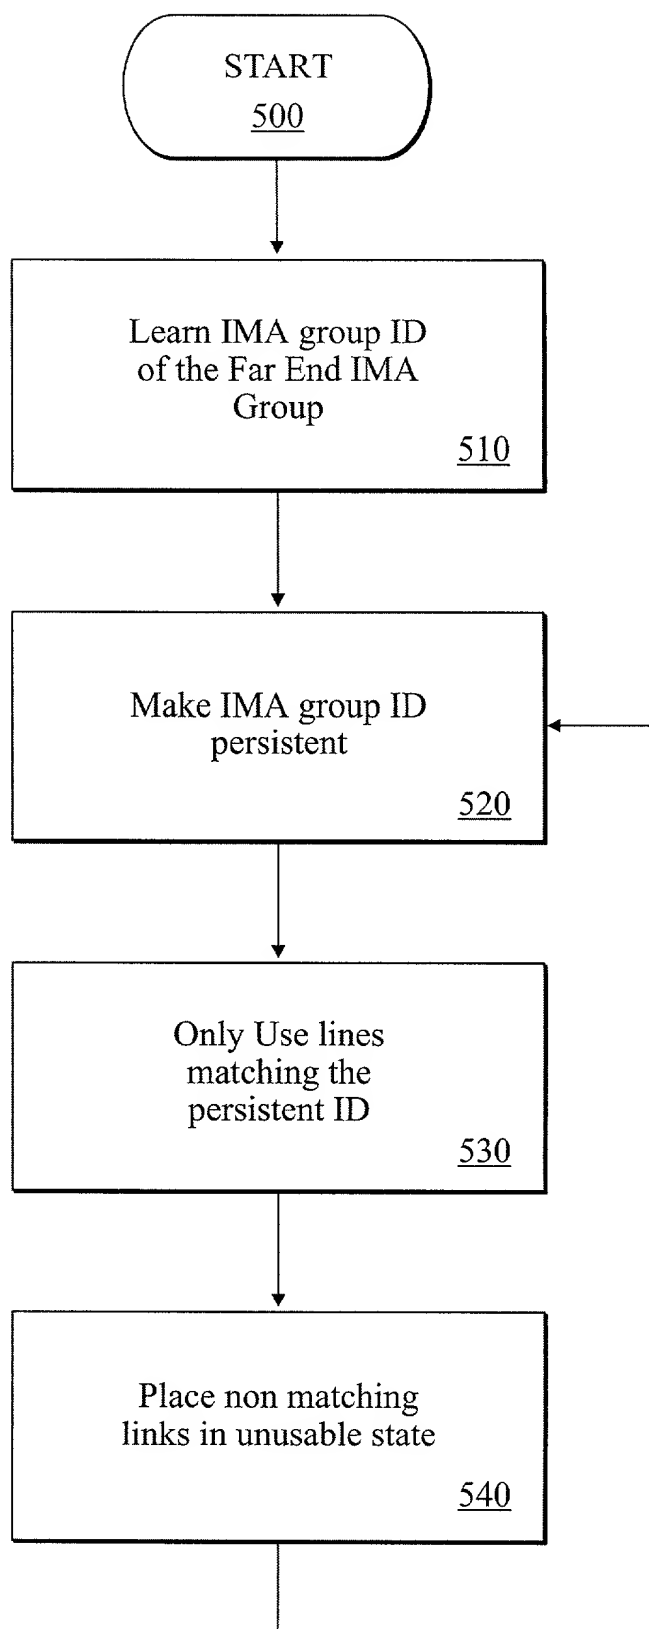 START
500
Learn IMA group ID
of the Far End IMA
Group
510
Make IMA group ID
persistent
520
Only Use lines
matching the
persistent ID
530
Place non matching
links in unusable state
540